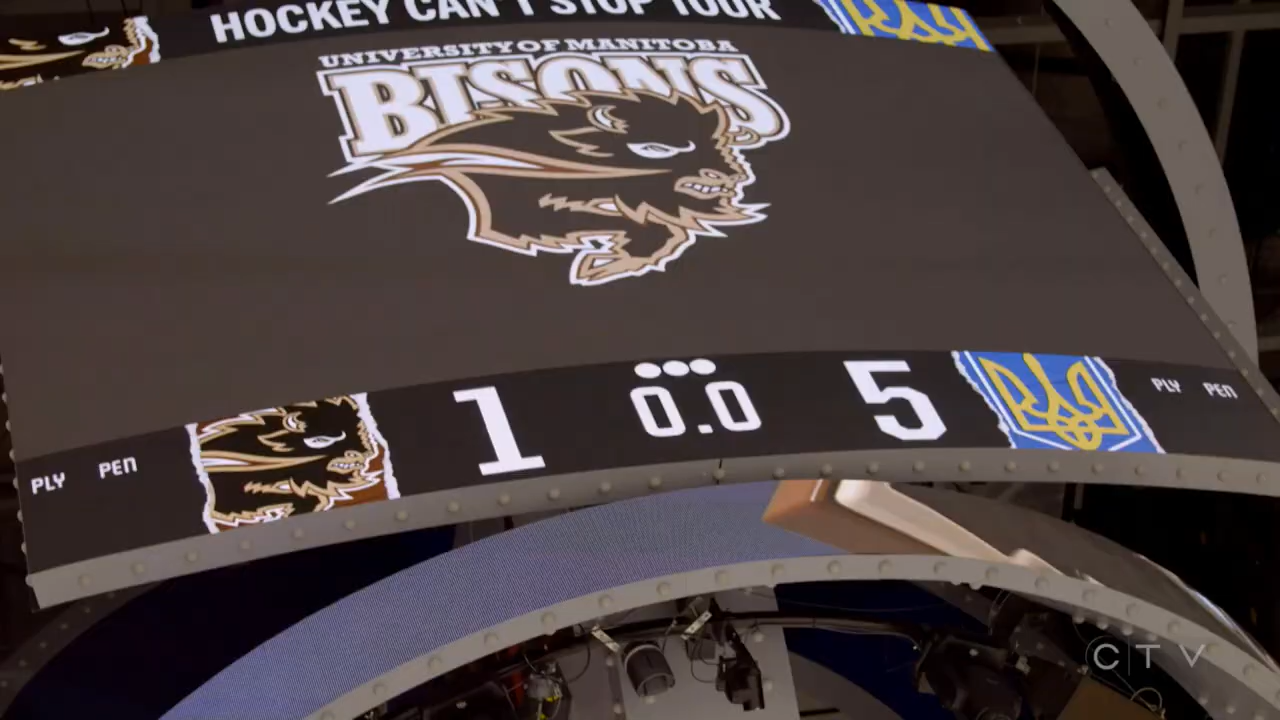 HOCKEY CAN'T STOP TOUR
UNIVERSITY OF MANITOBA
BISONS
PLY PEN 1 0.0 5 PLY PEN
CTV